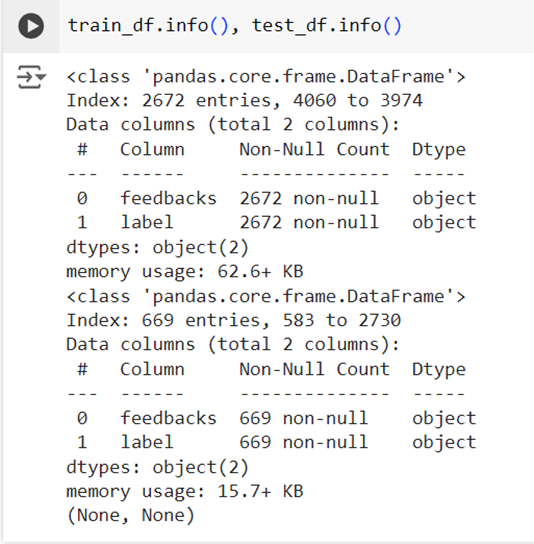 train_df.info(), test_df.info()
<class 'pandas.core.frame.DataFrame'>
Index: 2672 entries, 4060 to 3974
Data columns (total 2 columns):
 #   Column     Non-Null Count  Dtype
---  ------     --------------  -----
 0   feedbacks  2672 non-null   object
 1   label      2672 non-null   object
dtypes: object(2)
memory usage: 62.6+ KB
<class 'pandas.core.frame.DataFrame'>
Index: 669 entries, 583 to 2730
Data columns (total 2 columns):
 #   Column     Non-Null Count  Dtype
---  ------     --------------  -----
 0   feedbacks  669 non-null    object
 1   label      669 non-null    object
dtypes: object(2)
memory usage: 15.7+ KB
(None, None)